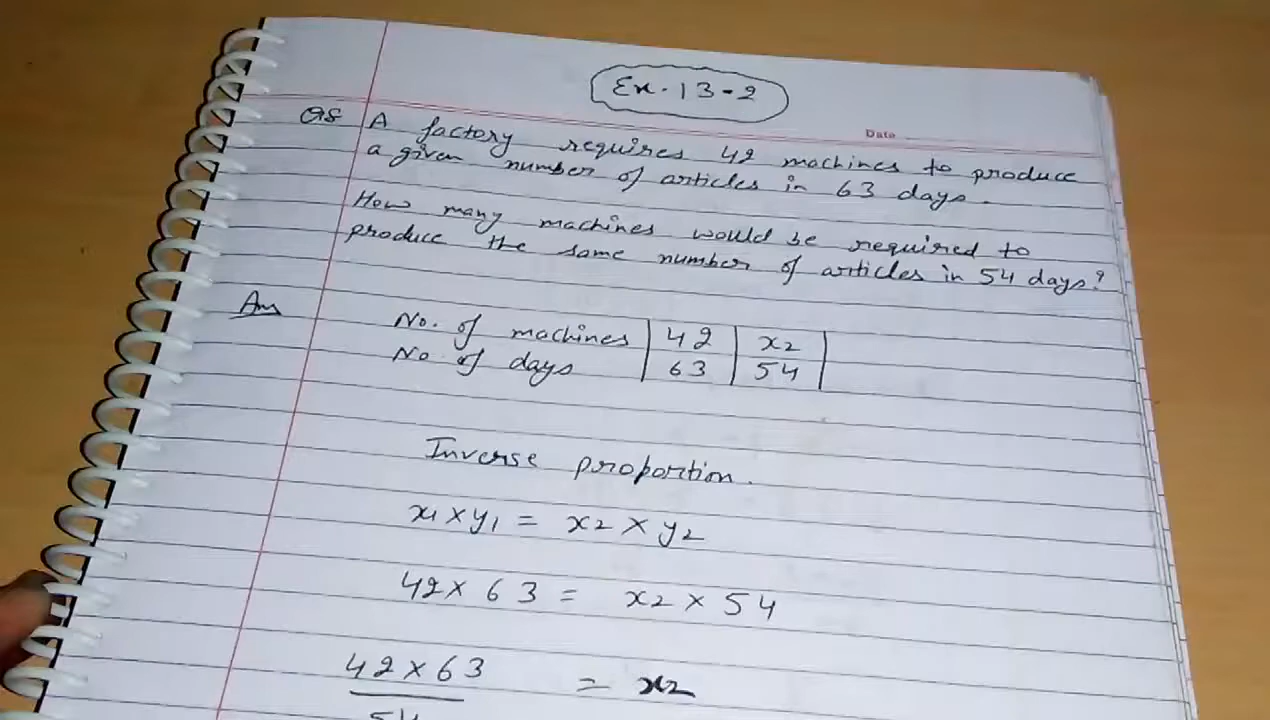 Ex. 13-2
Date
Q8 A factory requires 42 machines to produce
a given number of articles in 63 days.
How many machines would be required to
produce the same number of articles in 54 days?
Ans
No. of machines | 42 | x2 |
No of days | 63 | 54 |
Inverse proportion.
x1 × y1 = x2 × y2
42 × 63 = x2 × 54
42 × 63 = x2
54